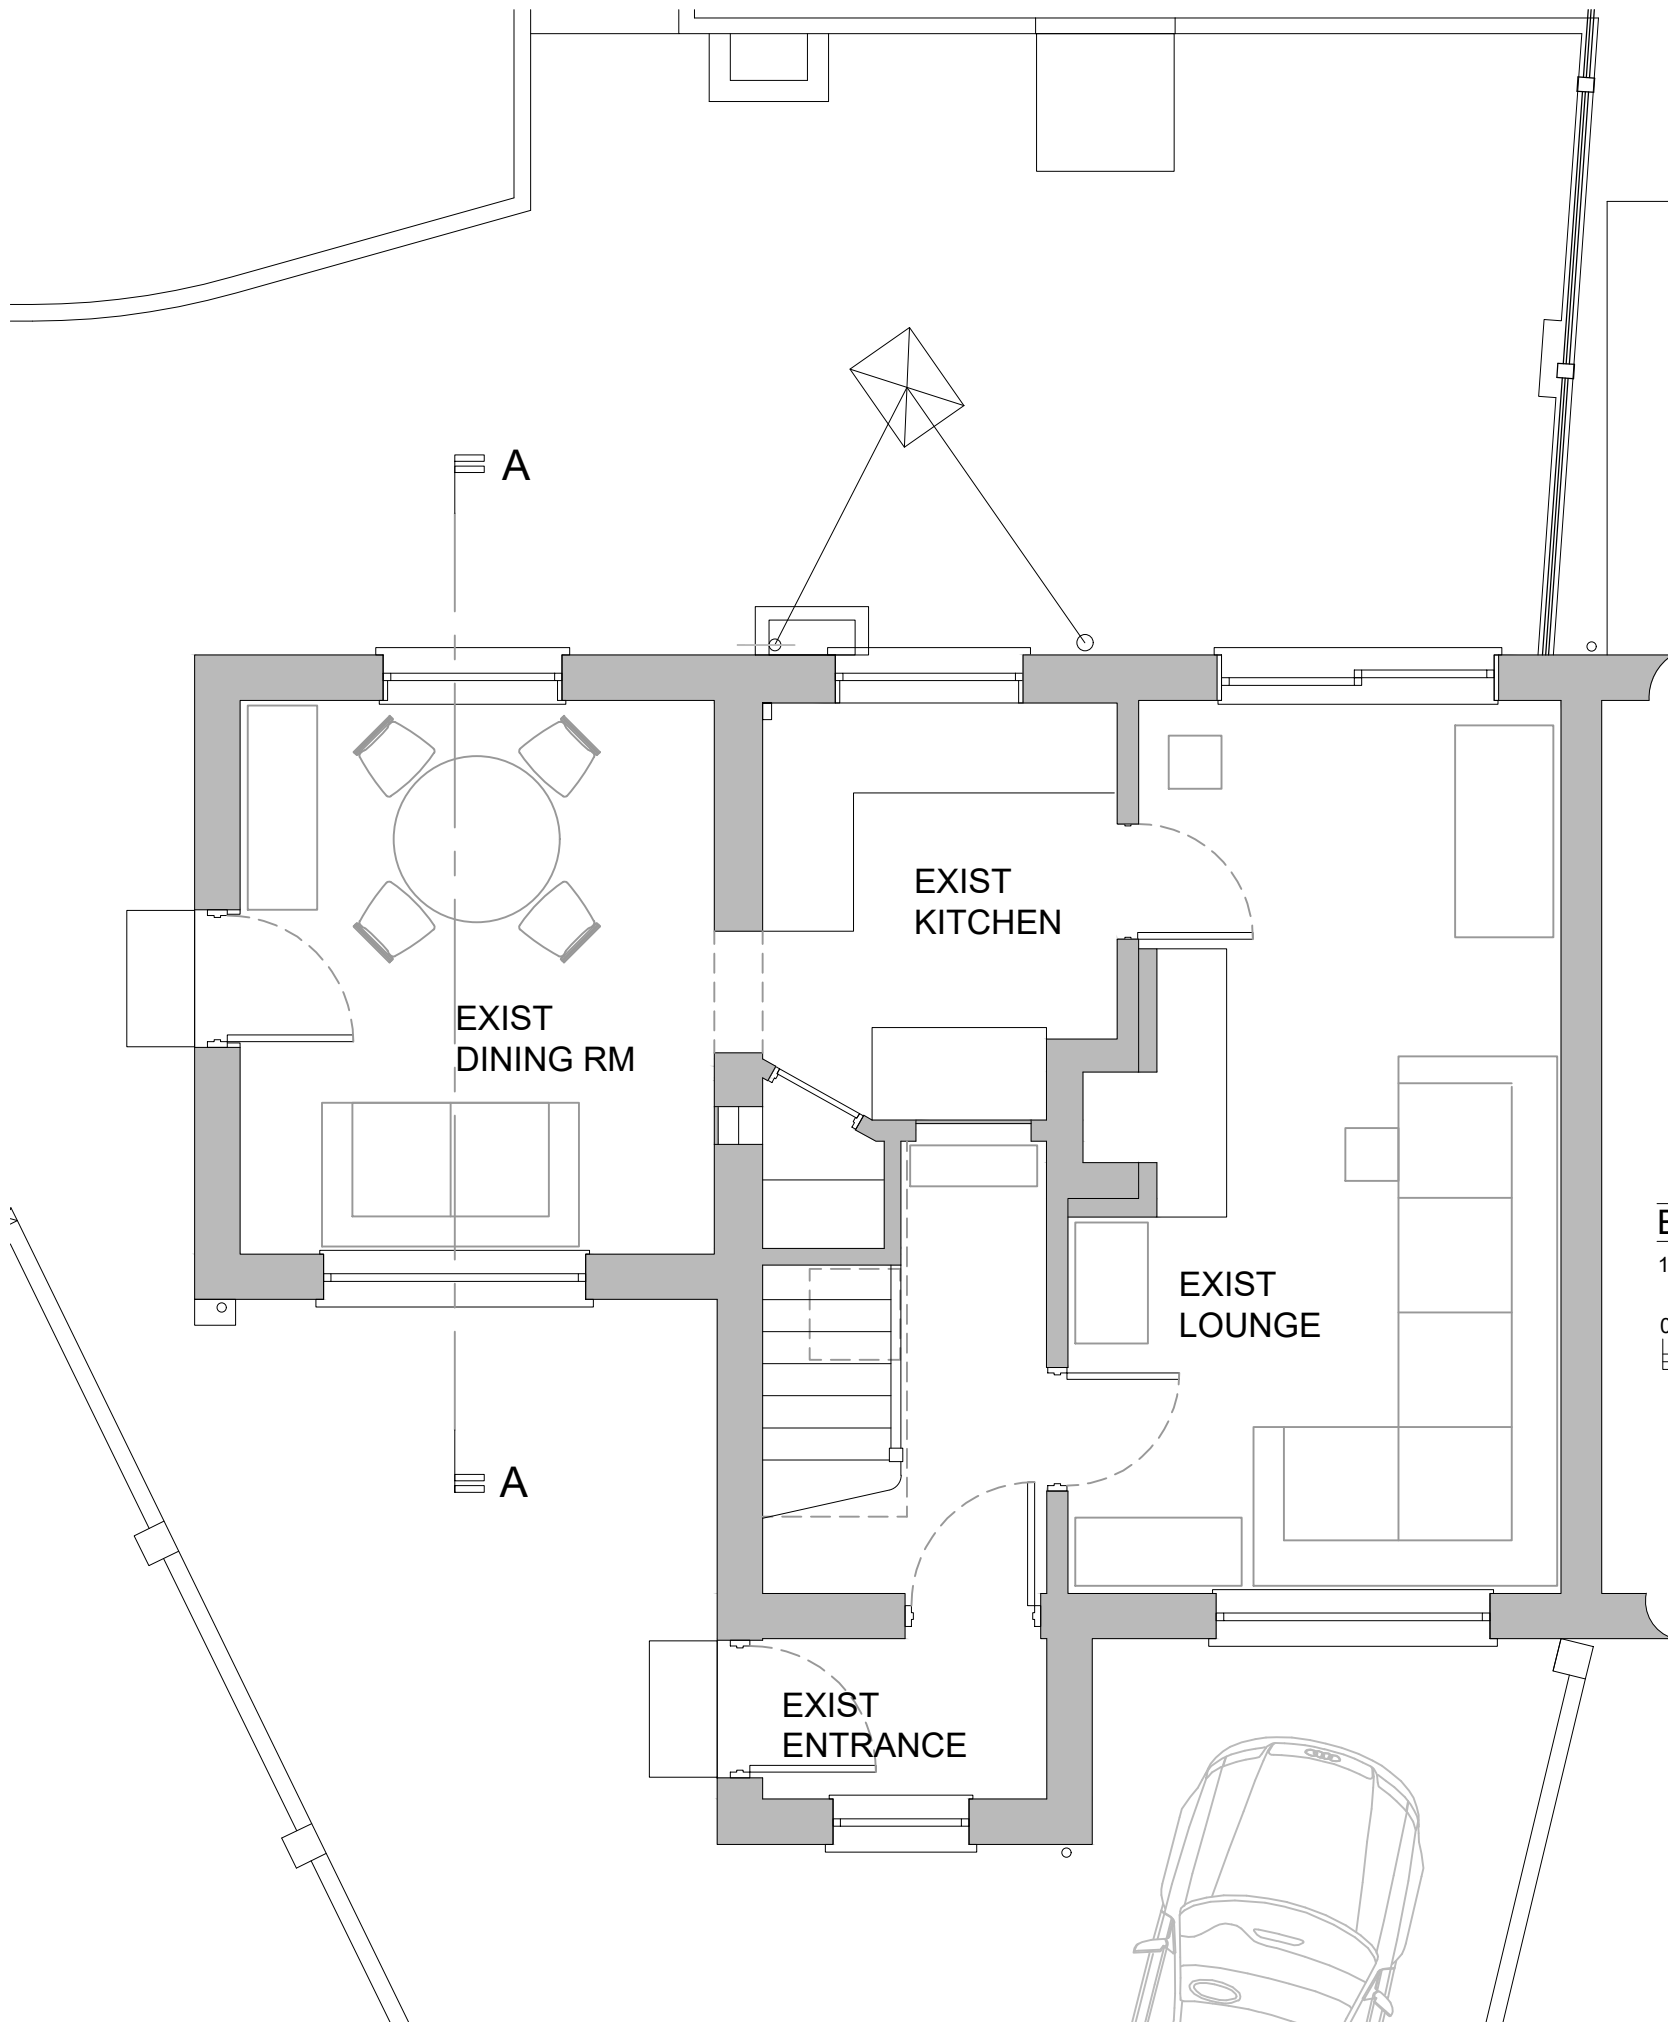 A
EXIST
KITCHEN
EXIST
DINING RM
EXIST
LOUNGE
A
EXIST
ENTRANCE